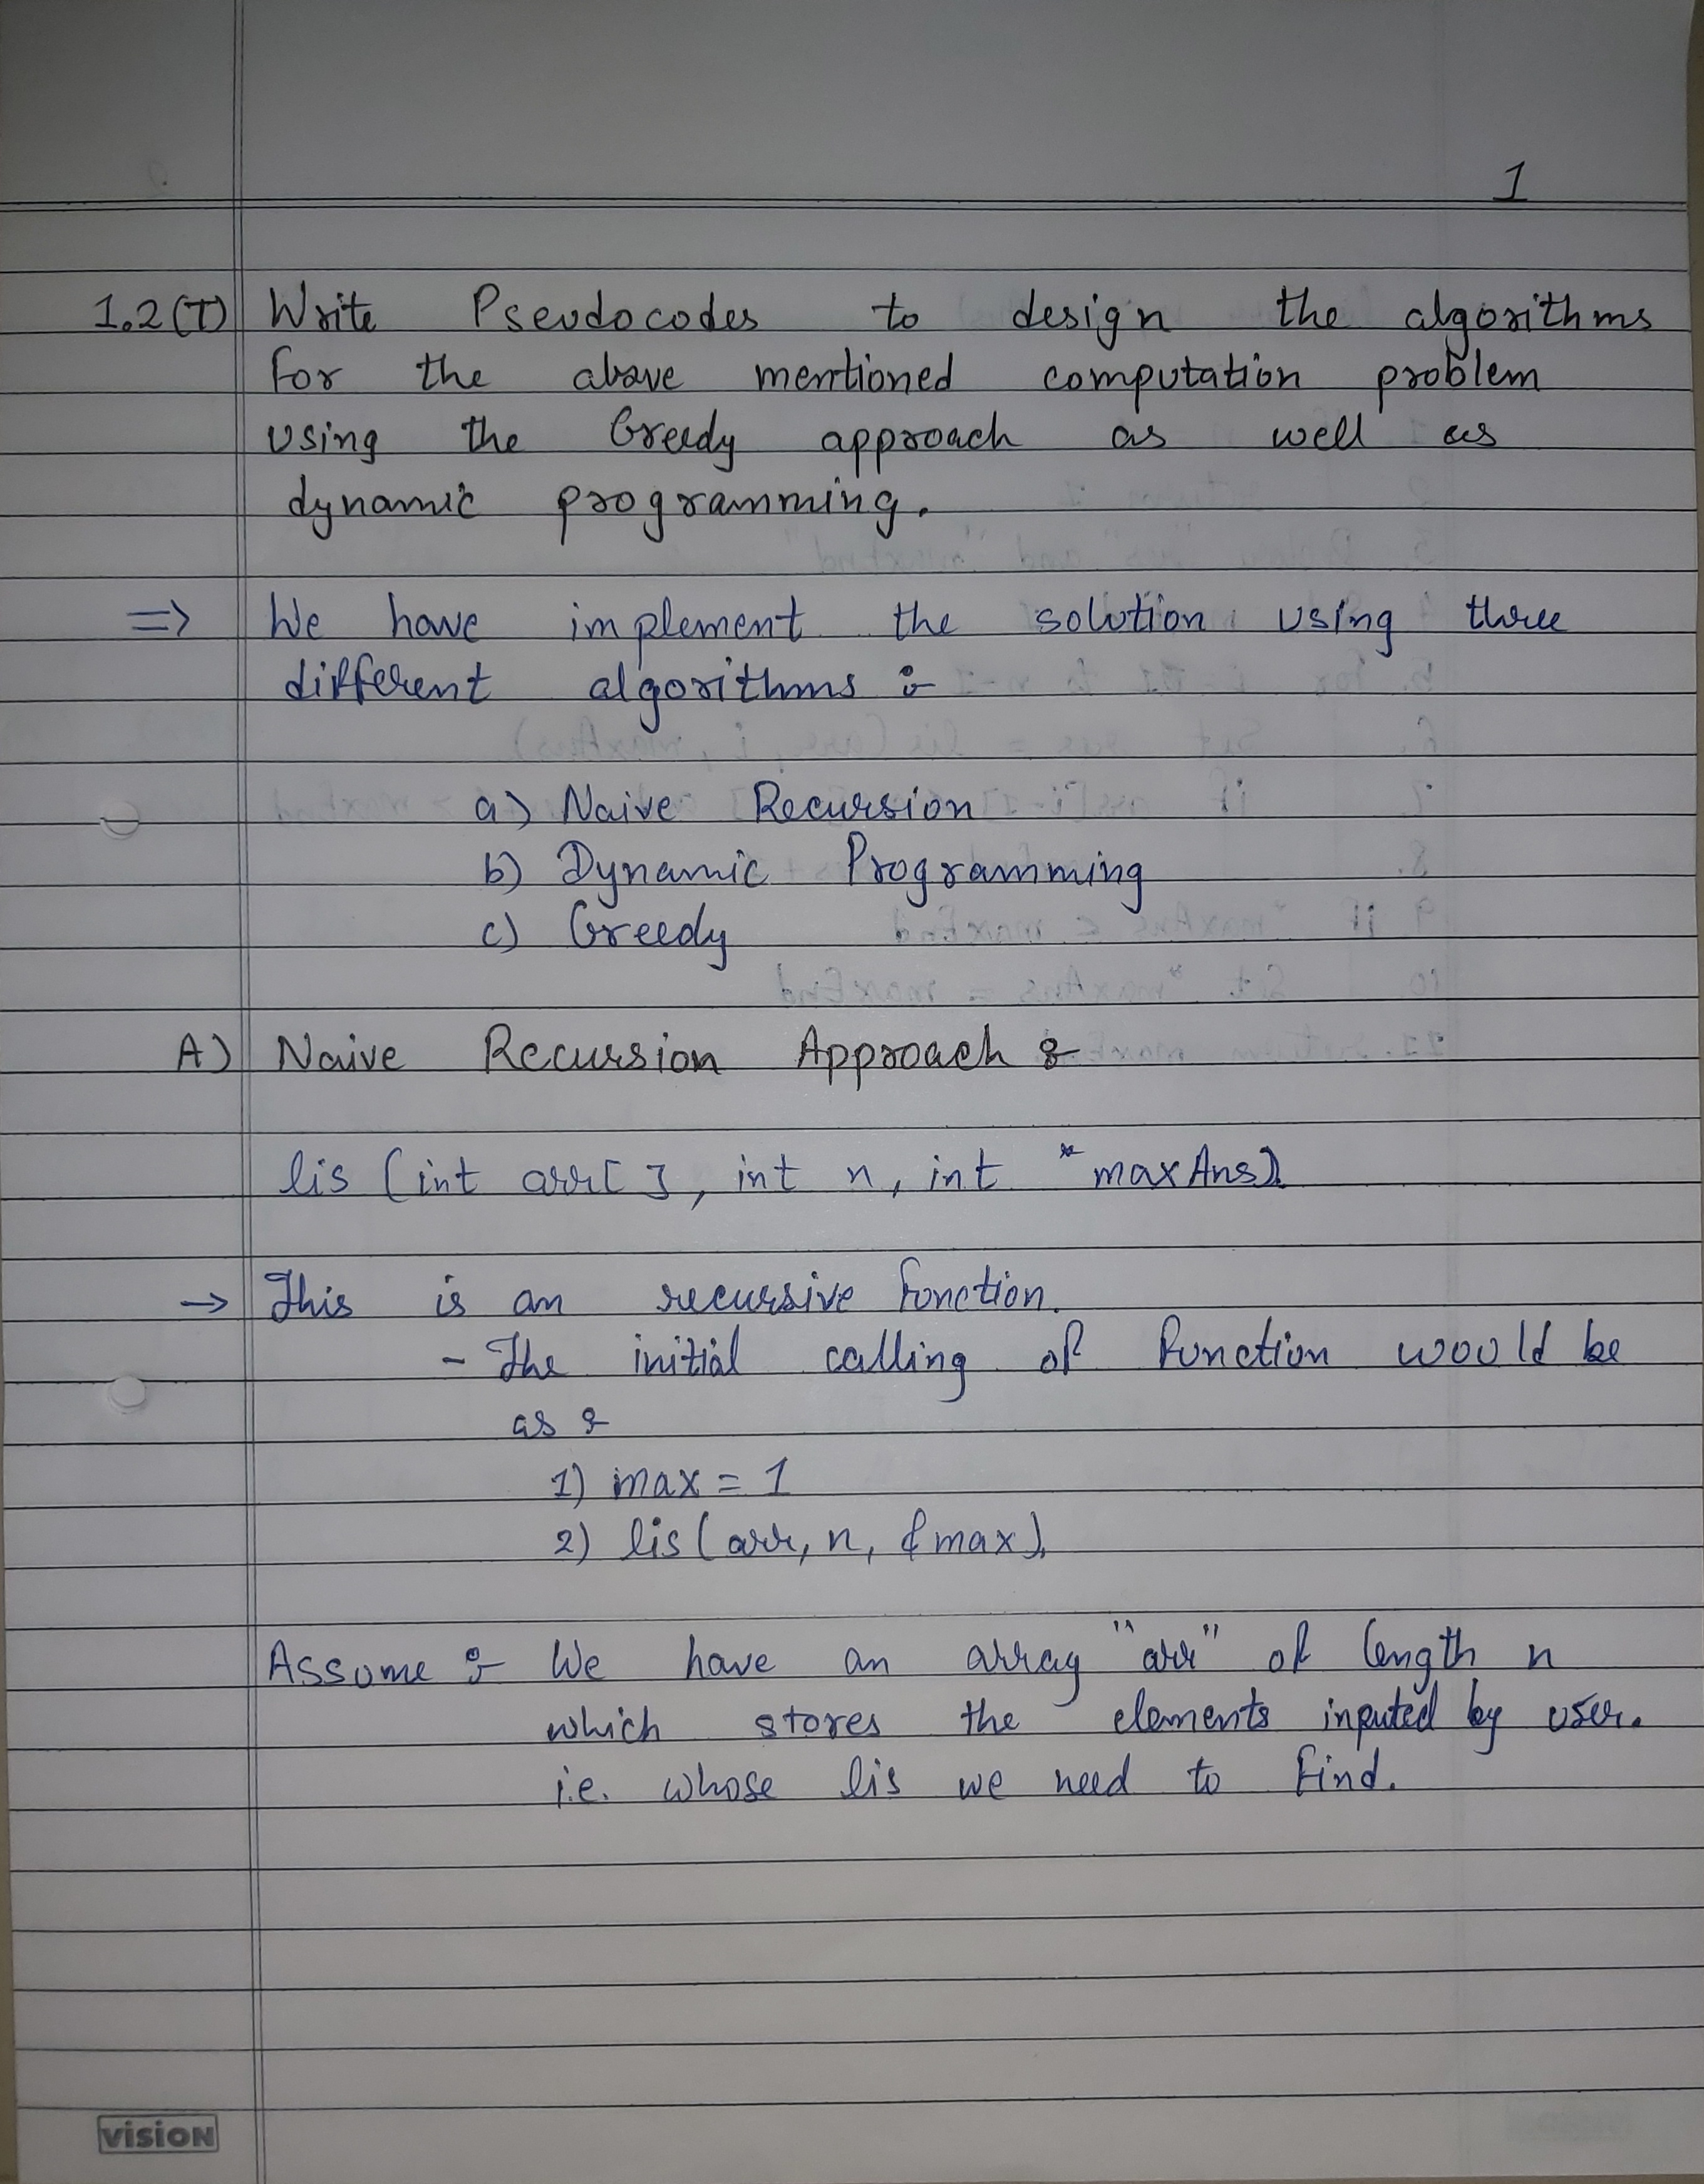 1
1.2(T) Write Pseudocodes to design the algorithms
for the above mentioned computation problem
using the Greedy approach as well as
dynamic programming.
=> We have implement the solution using three
different algorithms :-
a) Naive Recursion
b) Dynamic Programming
c) Greedy
A) Naive Recursion Approach :-
lis (int arr[ ], int n, int *maxAns)
→ This is an recursive function.
- The initial calling of function would be
as :-
1) max = 1
2) lis(arr, n, &max),
Assume :- We have an array "arr" of length n
which stores the elements inputed by user.
i.e. whose lis we need to find.
vision